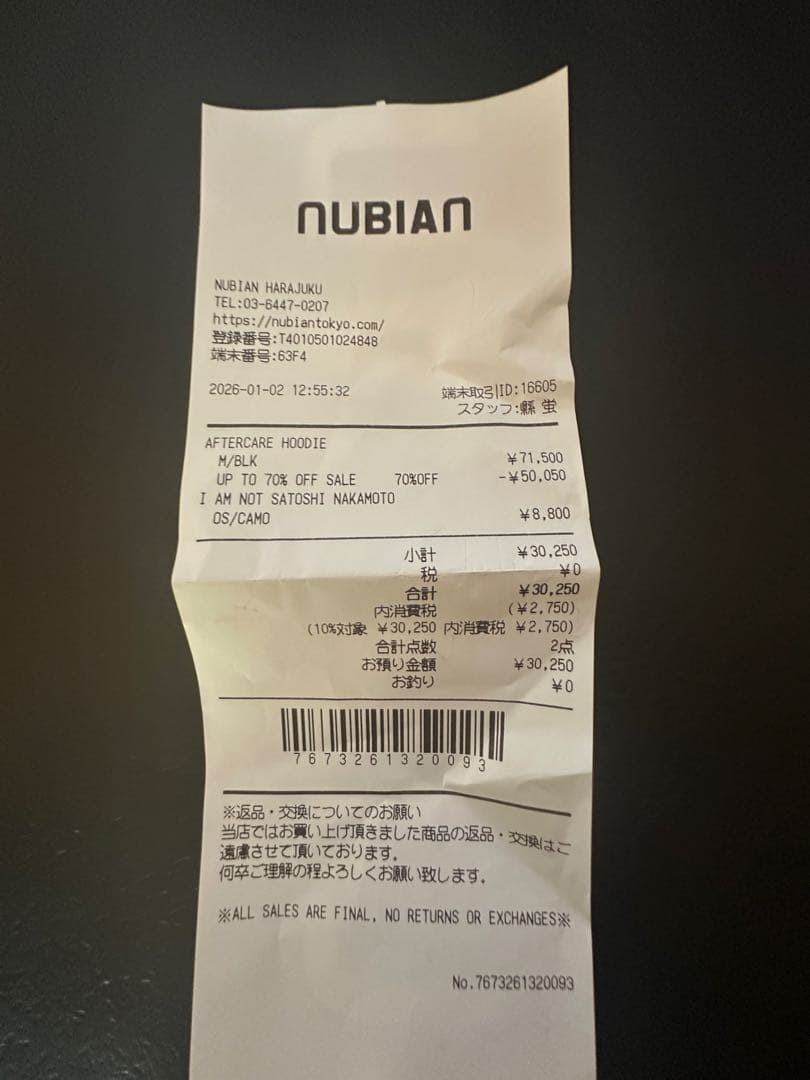 NUBIAN
NUBIAN HARAJUKU
TEL:03-6447-0207
https://nubiantokyo.com/
登録番号:T4010501024848
端末番号:63F4
2026-01-02 12:55:32 端末取引ID:16605
スタッフ:縣 蛍
AFTERCARE HOODIE
M/BLK ¥71,500
UP TO 70% OFF SALE 70%OFF -¥50,050
I AM NOT SATOSHI NAKAMOTO
OS/CAMO ¥8,800
小計 ¥30,250
税 ¥0
合計 ¥30,250
内消費税 (¥2,750)
(10%対象 ¥30,250 内消費税 ¥2,750)
合計点数 2点
お預り金額 ¥30,250
お釣り ¥0
7673261320093
※返品・交換についてのお願い
当店ではお買い上げ頂きました商品の返品・交換はご
遠慮させて頂いております。
何卒ご理解の程よろしくお願い致します。
※ALL SALES ARE FINAL, NO RETURNS OR EXCHANGES※
No.7673261320093